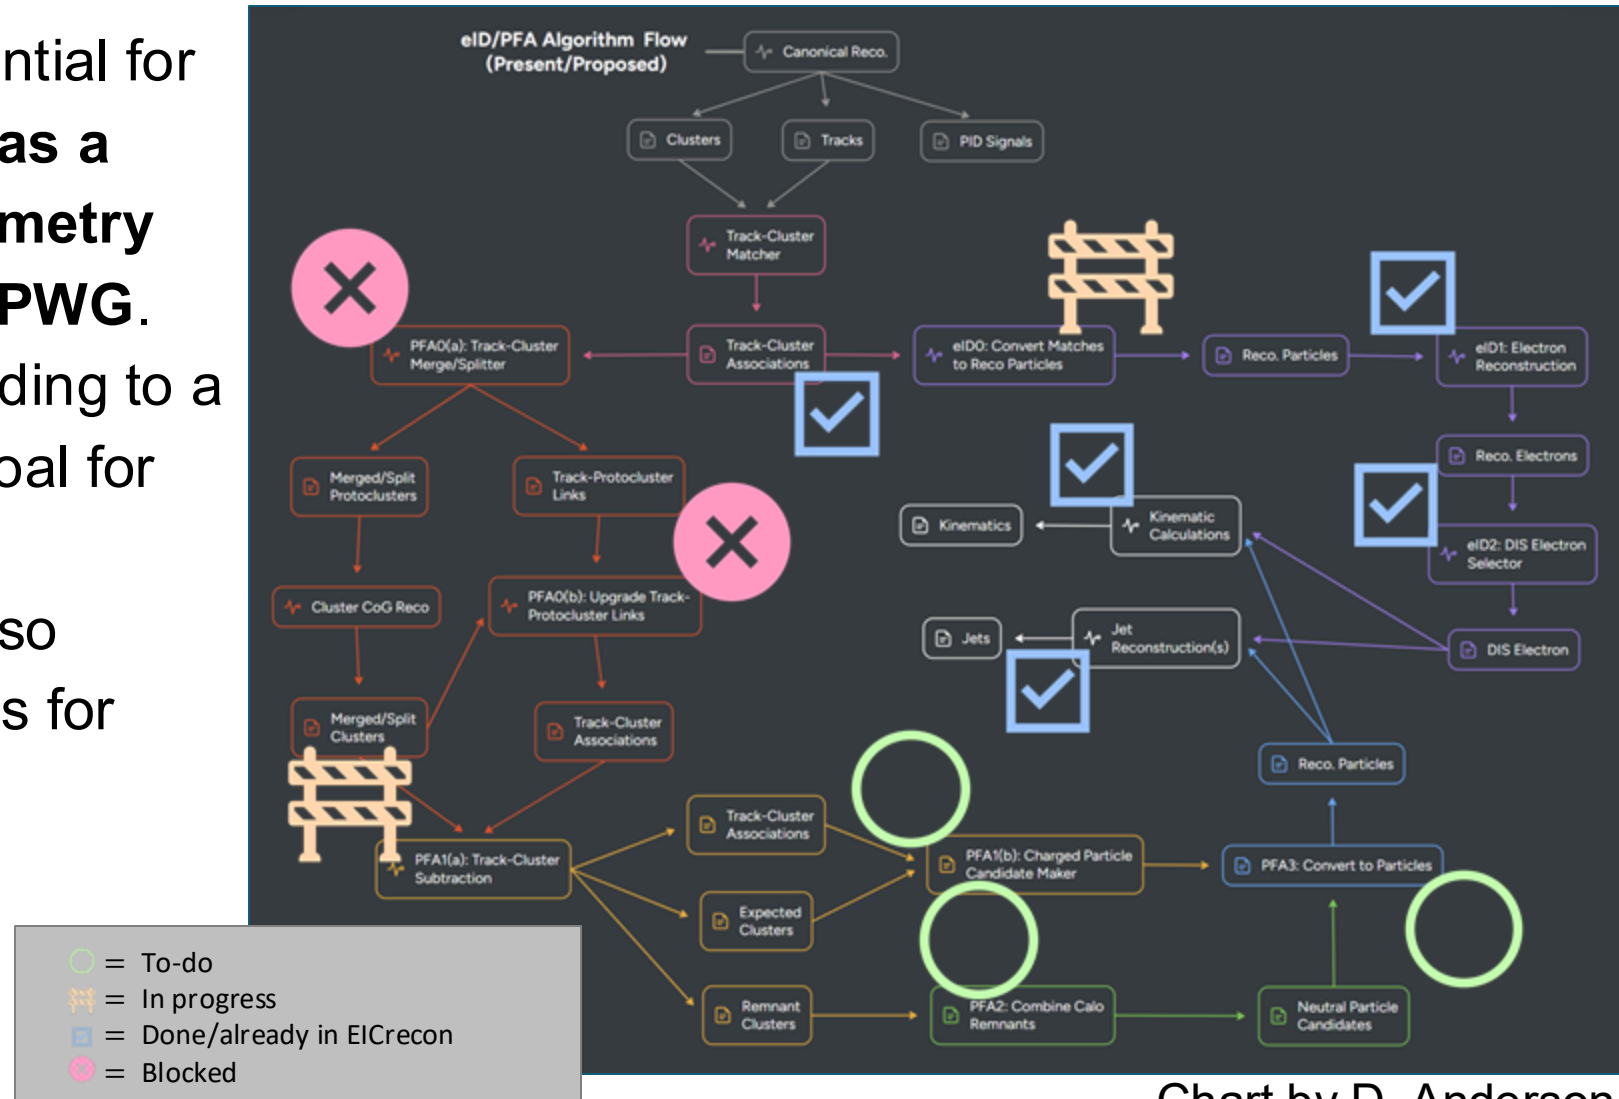 ntial for
as a
metry
PWG.
ding to a
oal for
so
s for
eID/PFA Algorithm Flow
(Present/Proposed)
Canonical Reco.
Clusters
Tracks
PID Signals
Track-Cluster
Matcher
PFA0(a): Track-Cluster
Merge/Splitter
Track-Cluster
Associations
eID0: Convert Matches
to Reco Particles
Reco. Particles
eID1: Electron
Reconstruction
Merged/Split
Protoclusters
Track-Protocluster
Links
Reco. Electrons
Kinematics
Kinematic
Calculations
eID2: DIS Electron
Selector
Cluster CoG Reco
PFA0(b): Upgrade Track-
Protocluster Links
Jets
Jet
Reconstruction(s)
DIS Electron
Merged/Split
Clusters
Track-Cluster
Associations
Reco. Particles
PFA1(a): Track-Cluster
Subtraction
Track-Cluster
Associations
PFA1(b): Charged Particle
Candidate Maker
PFA3: Convert to Particles
Expected
Clusters
Remnant
Clusters
PFA2: Combine Calo
Remnants
Neutral Particle
Candidates
= To-do
= In progress
= Done/already in EICrecon
= Blocked
Chart by D. Anderson